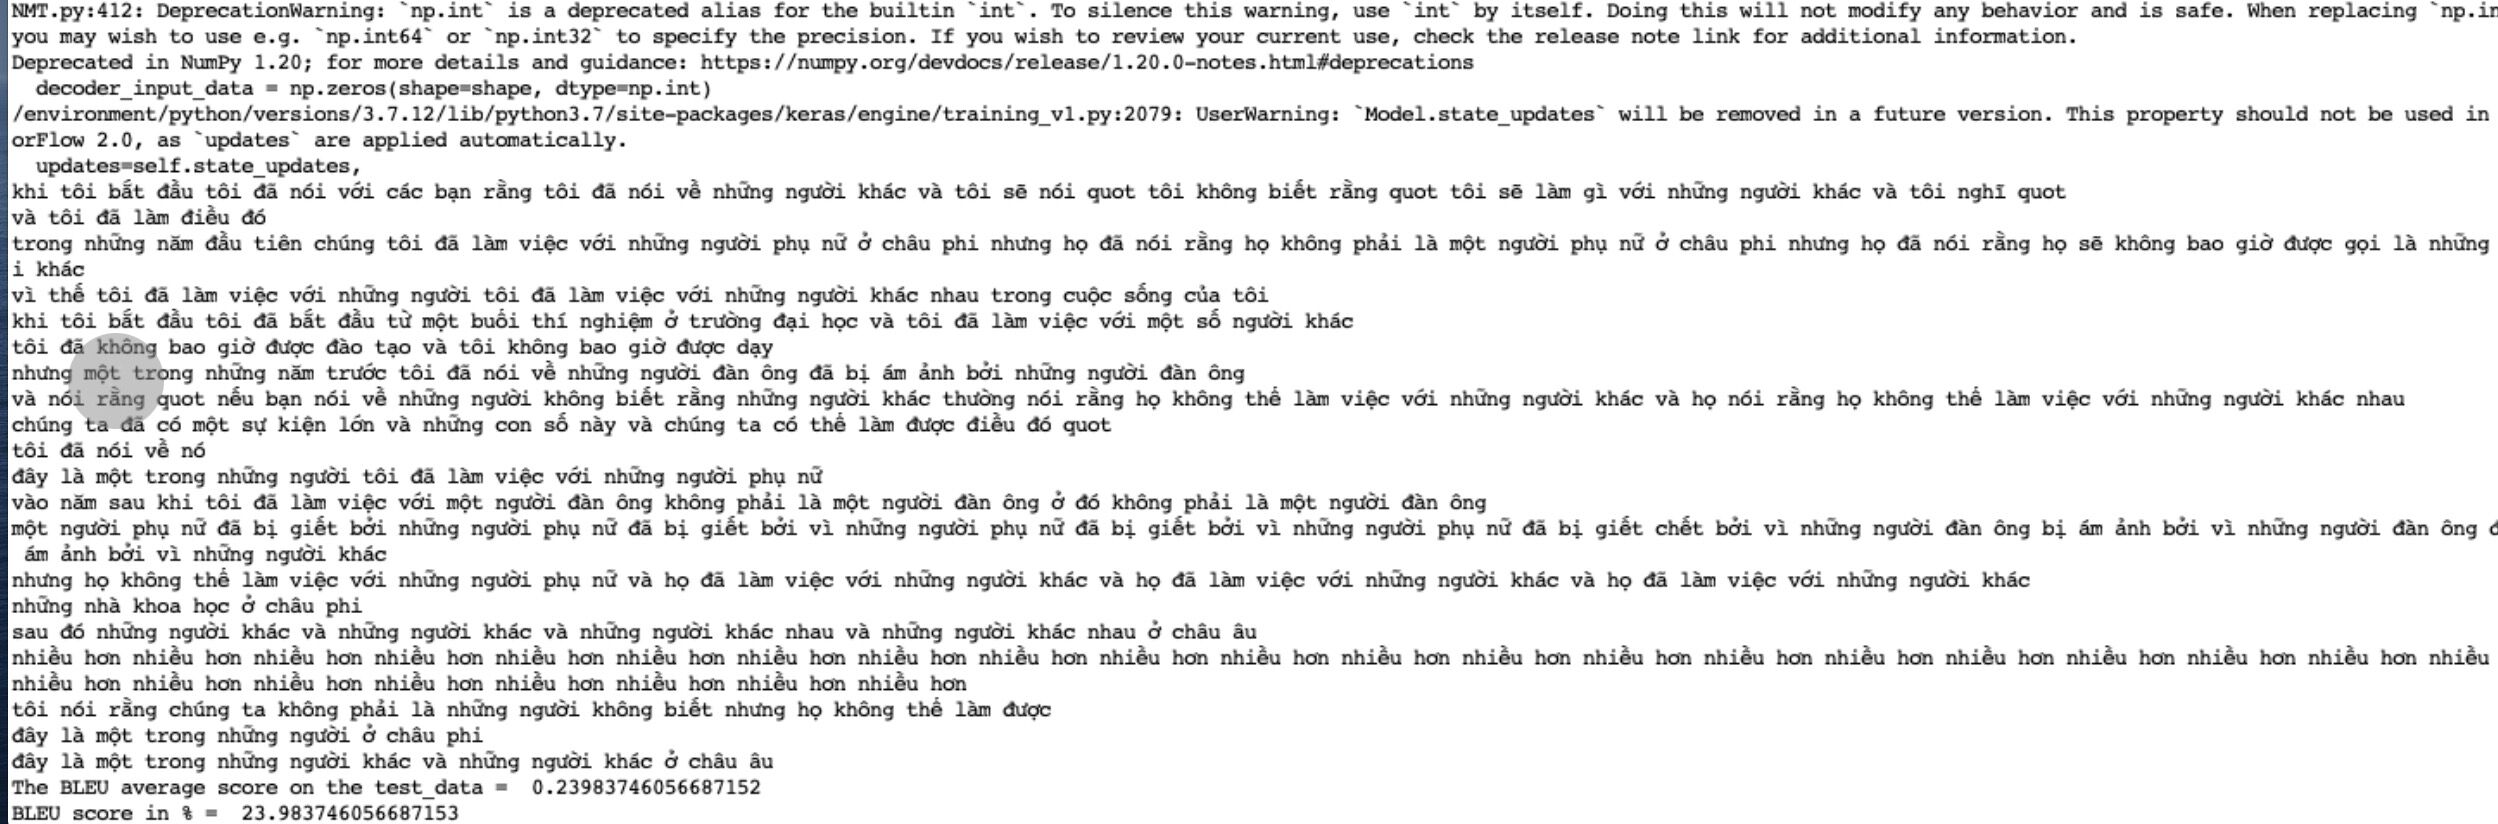 NMT.py:412: DeprecationWarning: `np.int` is a deprecated alias for the builtin `int`. To silence this warning, use `int` by itself. Doing this will not modify any behavior and is safe. When replacing `np.in
you may wish to use e.g. `np.int64` or `np.int32` to specify the precision. If you wish to review your current use, check the release note link for additional information.
Deprecated in NumPy 1.20; for more details and guidance: https://numpy.org/devdocs/release/1.20.0-notes.html#deprecations
  decoder_input_data = np.zeros(shape=shape, dtype=np.int)
/environment/python/versions/3.7.12/lib/python3.7/site-packages/keras/engine/training_v1.py:2079: UserWarning: `Model.state_updates` will be removed in a future version. This property should not be used in
orFlow 2.0, as `updates` are applied automatically.
  updates=self.state_updates,
khi tôi bắt đầu tôi đã nói với các bạn rằng tôi đã nói về những người khác và tôi sẽ nói quot tôi không biết rằng quot tôi sẽ làm gì với những người khác và tôi nghĩ quot
và tôi đã làm điều đó
trong những năm đầu tiên chúng tôi đã làm việc với những người phụ nữ ở châu phi nhưng họ đã nói rằng họ không phải là một người phụ nữ ở châu phi nhưng họ đã nói rằng họ sẽ không bao giờ được gọi là những
i khác
vì thế tôi đã làm việc với những người tôi đã làm việc với những người khác nhau trong cuộc sống của tôi
khi tôi bắt đầu tôi đã bắt đầu từ một buổi thí nghiệm ở trường đại học và tôi đã làm việc với một số người khác
tôi đã không bao giờ được đào tạo và tôi không bao giờ được dạy
nhưng một trong những năm trước tôi đã nói về những người đàn ông đã bị ám ảnh bởi những người đàn ông
và nói rằng quot nếu bạn nói về những người không biết rằng những người khác thường nói rằng họ không thể làm việc với những người khác và họ nói rằng họ không thể làm việc với những người khác nhau
chúng ta đã có một sự kiện lớn và những con số này và chúng ta có thể làm được điều đó quot
tôi đã nói về nó
đây là một trong những người tôi đã làm việc với những người phụ nữ
vào năm sau khi tôi đã làm việc với một người đàn ông không phải là một người đàn ông ở đó không phải là một người đàn ông
một người phụ nữ đã bị giết bởi những người phụ nữ đã bị giết bởi vì những người phụ nữ đã bị giết bởi vì những người phụ nữ đã bị giết chết bởi vì những người đàn ông bị ám ảnh bởi vì những người đàn ông đ
 ám ảnh bởi vì những người khác
nhưng họ không thể làm việc với những người phụ nữ và họ đã làm việc với những người khác và họ đã làm việc với những người khác và họ đã làm việc với những người khác
những nhà khoa học ở châu phi
sau đó những người khác và những người khác và những người khác nhau và những người khác nhau ở châu âu
nhiều hơn nhiều hơn nhiều hơn nhiều hơn nhiều hơn nhiều hơn nhiều hơn nhiều hơn nhiều hơn nhiều hơn nhiều hơn nhiều hơn nhiều hơn nhiều hơn nhiều hơn nhiều hơn nhiều hơn nhiều hơn nhiều hơn nhiều hơn nhiều
nhiều hơn nhiều hơn nhiều hơn nhiều hơn nhiều hơn nhiều hơn nhiều hơn nhiều hơn
tôi nói rằng chúng ta không phải là những người không biết nhưng họ không thể làm được
đây là một trong những người ở châu phi
đây là một trong những người khác và những người khác ở châu âu
The BLEU average score on the test_data =  0.23983746056687152
BLEU score in % =  23.983746056687153